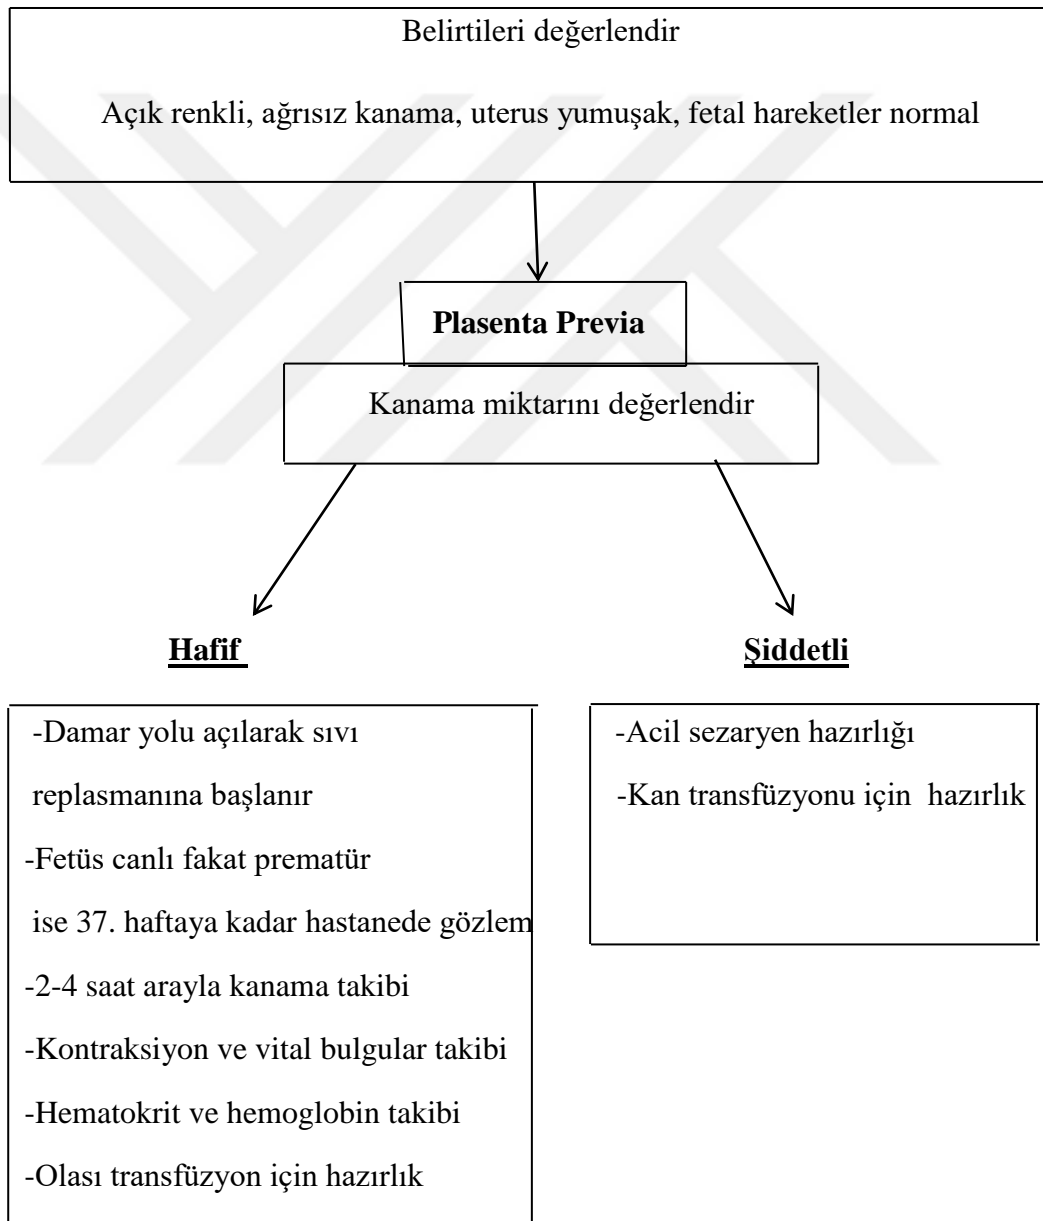 Belirtileri değerlendir
Açık renkli, ağrısız kanama, uterus yumuşak, fetal hareketler normal
Plasenta Previa
Kanama miktarını değerlendir
Hafif
-Damar yolu açılarak sıvı
replasmanına başlanır
-Fetüs canlı fakat prematür
ise 37. haftaya kadar hastanede gözlem
-2-4 saat arayla kanama takibi
-Kontraksiyon ve vital bulgular takibi
-Hematokrit ve hemoglobin takibi
-Olası transfüzyon için hazırlık
Şiddetli
-Acil sezaryen hazırlığı
-Kan transfüzyonu için hazırlık